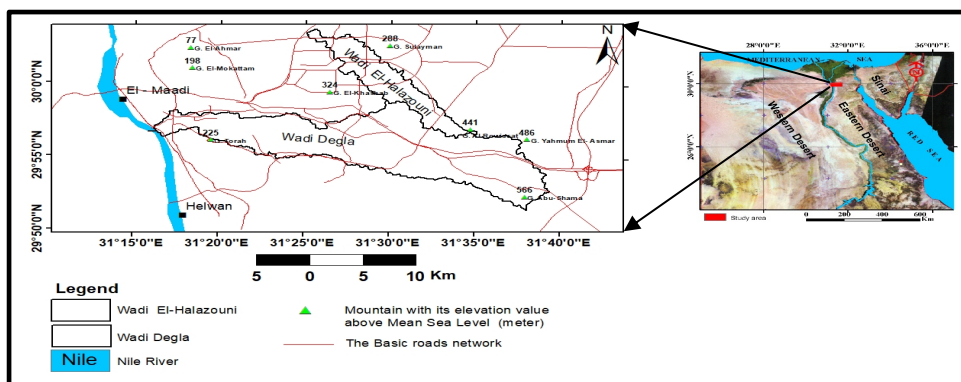 77
G. El-Ahmar
198
G. El-Mokattam
288
G. Sulayman
N
324
G. El-Khashab
Wadi El-Halazouni
El - Maadi
225
Torah
Wadi Degla
441
486
G. Yahmum El- Asmar
566
G. Abu-Shama
Helwan
30°0'0"N
29°55'0"N
29°50'0"N
31°15'0"E
31°20'0"E
31°25'0"E
31°30'0"E
31°35'0"E
31°40'0"E
5 0 5 10 Km
Legend
Wadi El-Halazouni
Wadi Degla
Nile Nile River
Mountain with its elevation value
above Mean Sea Level (meter)
The Basic roads network
28°0'0"E 32°0'0"E 36°0'0"E
MEDITERRANEAN SEA
Sinai
Western Desert
Eastern Desert
RED SEA
Study area
0 200 400 600
Km